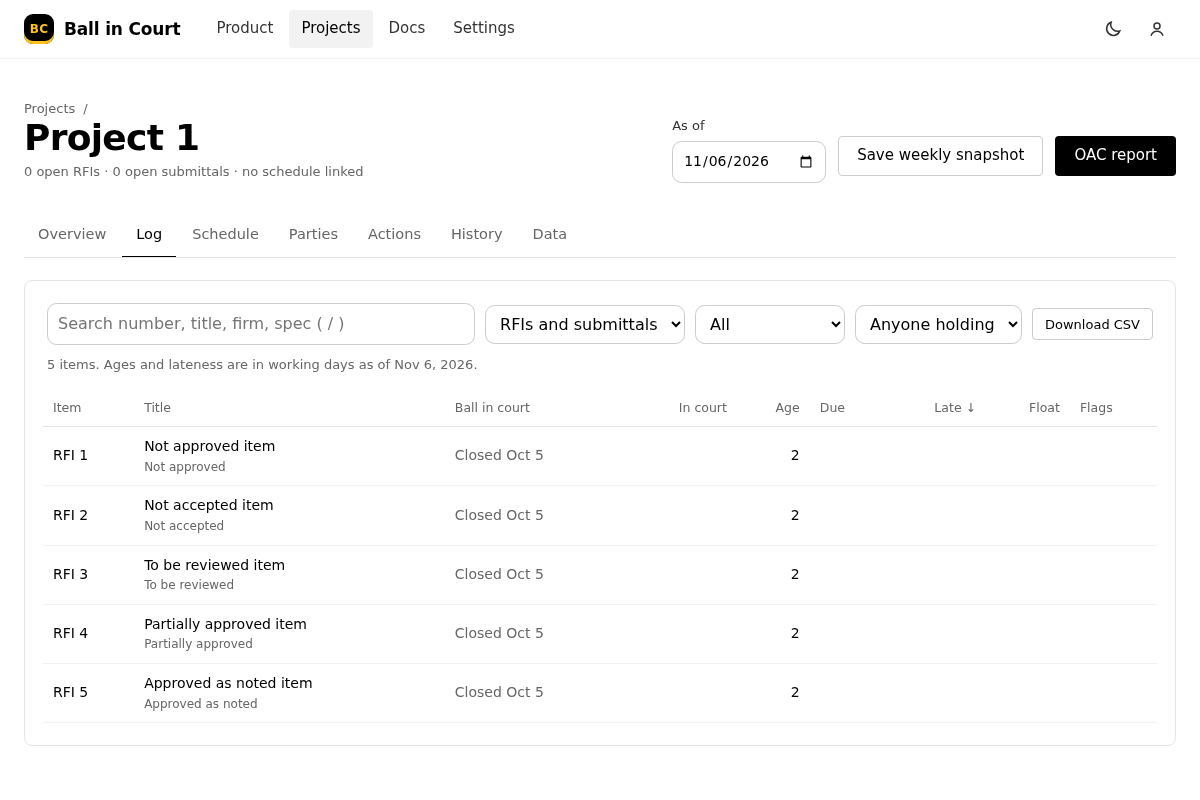 BC
Ball in Court
Product
Projects
Docs
Settings
Projects /
Project 1
0 open RFIs · 0 open submittals · no schedule linked
As of
11/06/2026
Save weekly snapshot
OAC report
Overview
Log
Schedule
Parties
Actions
History
Data
Search number, title, firm, spec ( / )
RFIs and submittals
All
Anyone holding
Download CSV
5 items. Ages and lateness are in working days as of Nov 6, 2026.
Item Title Ball in court In court Age Due Late ↓ Float Flags
RFI 1 Not approved item Closed Oct 5 2
Not approved
RFI 2 Not accepted item Closed Oct 5 2
Not accepted
RFI 3 To be reviewed item Closed Oct 5 2
To be reviewed
RFI 4 Partially approved item Closed Oct 5 2
Partially approved
RFI 5 Approved as noted item Closed Oct 5 2
Approved as noted